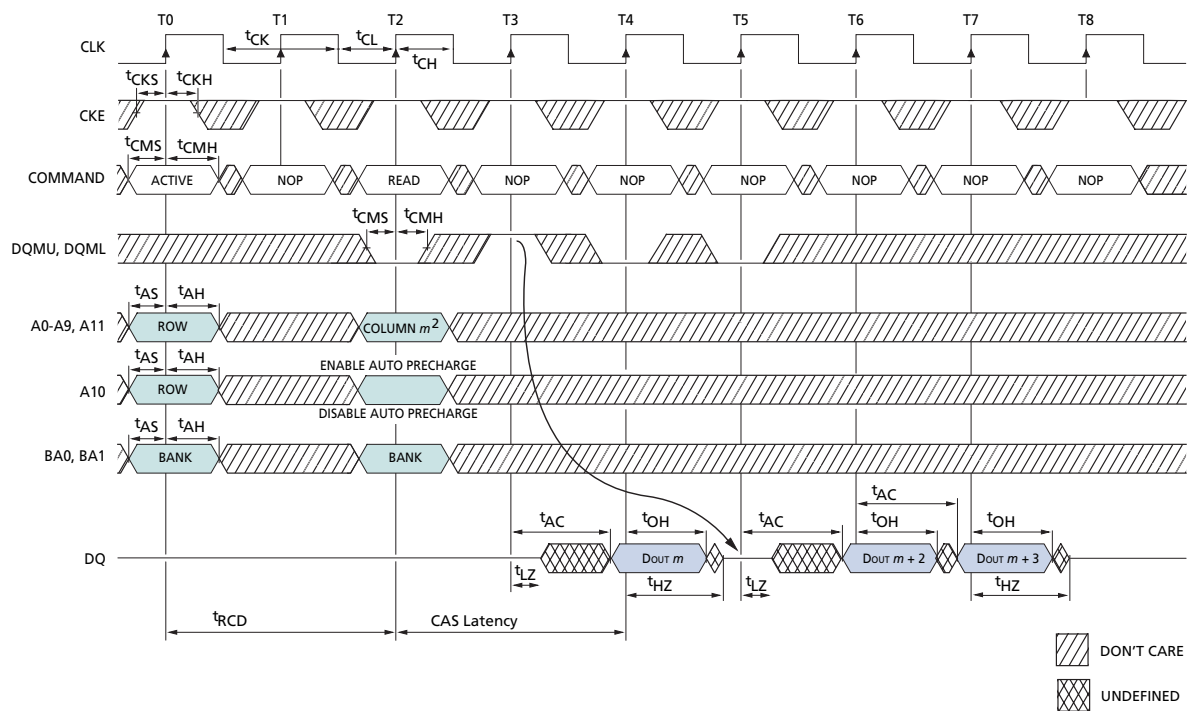 T0 T1 T2 T3 T4 T5 T6 T7 T8
CLK
tCK
tCL
tCH
tCKS
tCKH
CKE
tCMS
tCMH
COMMAND
ACTIVE NOP READ NOP NOP NOP NOP NOP NOP
tCMS
tCMH
DQMU, DQML
tAS
tAH
A0-A9, A11
ROW
COLUMN m2
ENABLE AUTO PRECHARGE
tAS
tAH
A10
ROW
DISABLE AUTO PRECHARGE
tAS
tAH
BA0, BA1
BANK
BANK
tAC
tAC
tOH
tAC
tOH
tOH
DQ
DOUT m
DOUT m + 2
DOUT m + 3
tLZ
tHZ
tLZ
tHZ
tRCD
CAS Latency
DON'T CARE
UNDEFINED